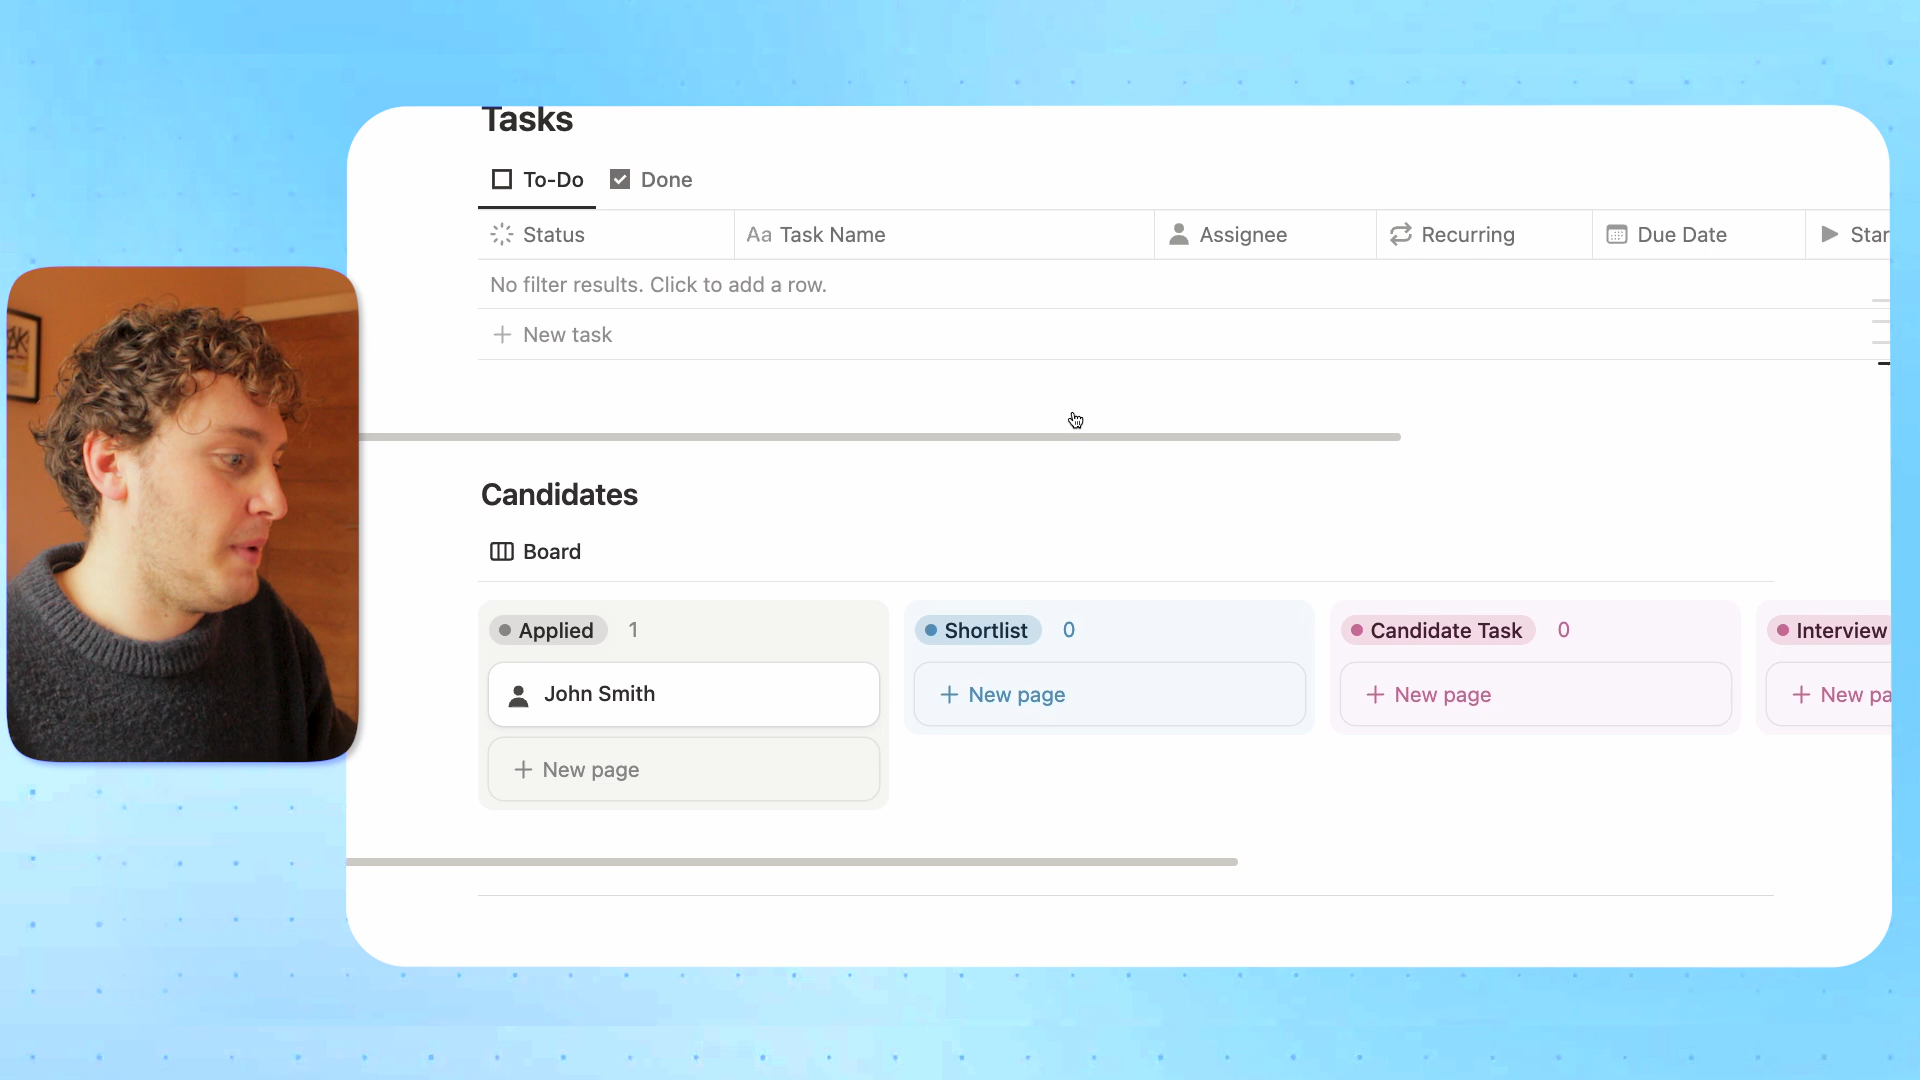 Tasks
To-Do Done
Status Aa Task Name Assignee Recurring Due Date Star
No filter results. Click to add a row.
+ New task
Candidates
Board
Applied 1 Shortlist 0 Candidate Task 0 Interview
John Smith + New page + New page + New pa
+ New page